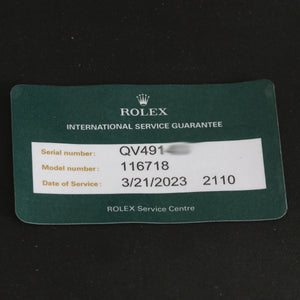 ROLEX
INTERNATIONAL SERVICE GUARANTEE
Serial number: QV491
Model number: 116718
Date of Service: 3/21/2023 2110
ROLEX Service Centre